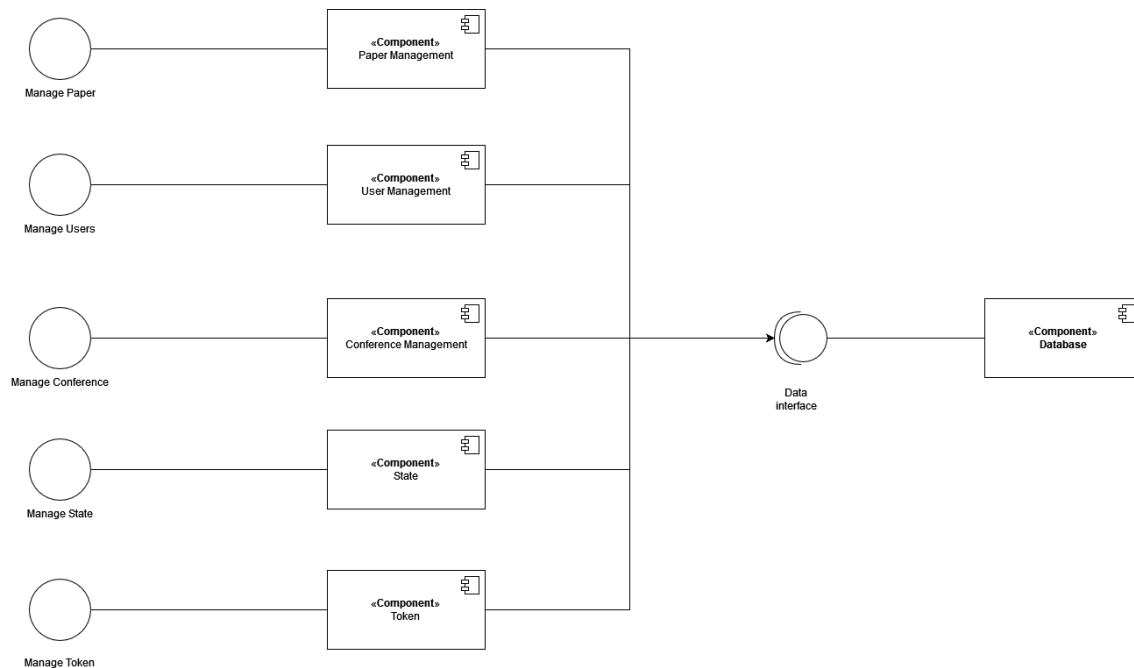 «Component»
Paper Management
Manage Paper
«Component»
User Management
Manage Users
«Component»
Conference Management
Manage Conference
«Component»
Database
Data
interface
«Component»
State
Manage State
«Component»
Token
Manage Token